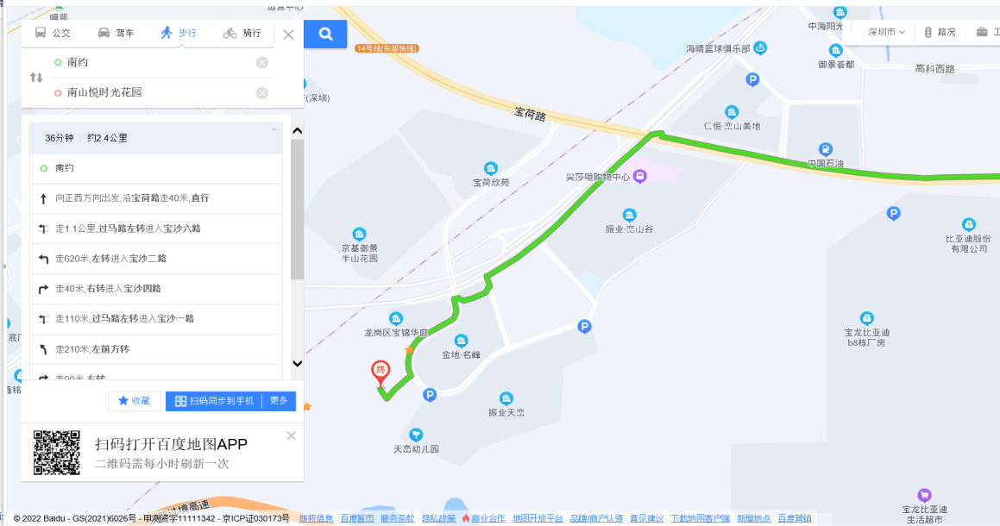 嶂背
公交
驾车
步行
骑行
南约
南山悦时光花园
36分钟
约2.4公里
南约
向正西方向出发,沿宝荷路走40米,直行
走1.1公里,过马路左转进入宝沙六路
走620米,左转进入宝沙二路
走40米,右转进入宝沙四路
走110米,过马路左转进入宝沙一路
走210米,左前方转
走90米,右转
收藏
扫码同步到手机
更多
扫码打开百度地图APP
二维码需每小时刷新一次
运营中心
14号线(东部快线)
(深圳)
宝荷路
海晴蓝球俱乐部
中海阳光
深圳市
路况
工
御景荟都
高科西路
仁恒·峦山美地
中国石油
宝荷欣苑
尖莎咀购物中心
振业·峦山谷
比亚迪股份
有限公司
京基御景
半山花园
龙岗区宝锦华庭
金地·名峰
宝龙比亚迪
b8栋厂房
终
振业天峦
天峦幼儿园
宝龙比亚迪
生活超市
境高速
© 2022 Baidu - GS(2021)6026号 - 甲测资字11111342 - 京ICP证030173号
版权信息
百度首页
服务条款
隐私政策
商业合作
地图开放平台
品牌/商户认领
意见建议
下载地图客户端
新增地点
百度营销